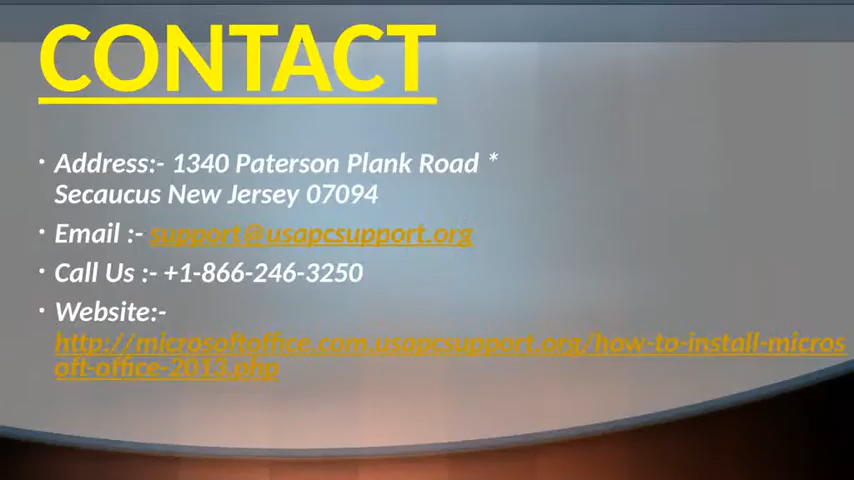 CONTACT
• Address:- 1340 Paterson Plank Road *
Secaucus New Jersey 07094
• Email :- support@usapcsupport.org
• Call Us :- +1-866-246-3250
• Website:-
http://microsoftoffice.com.usapcsupport.org/how-to-install-micros
oft-office-2013.php